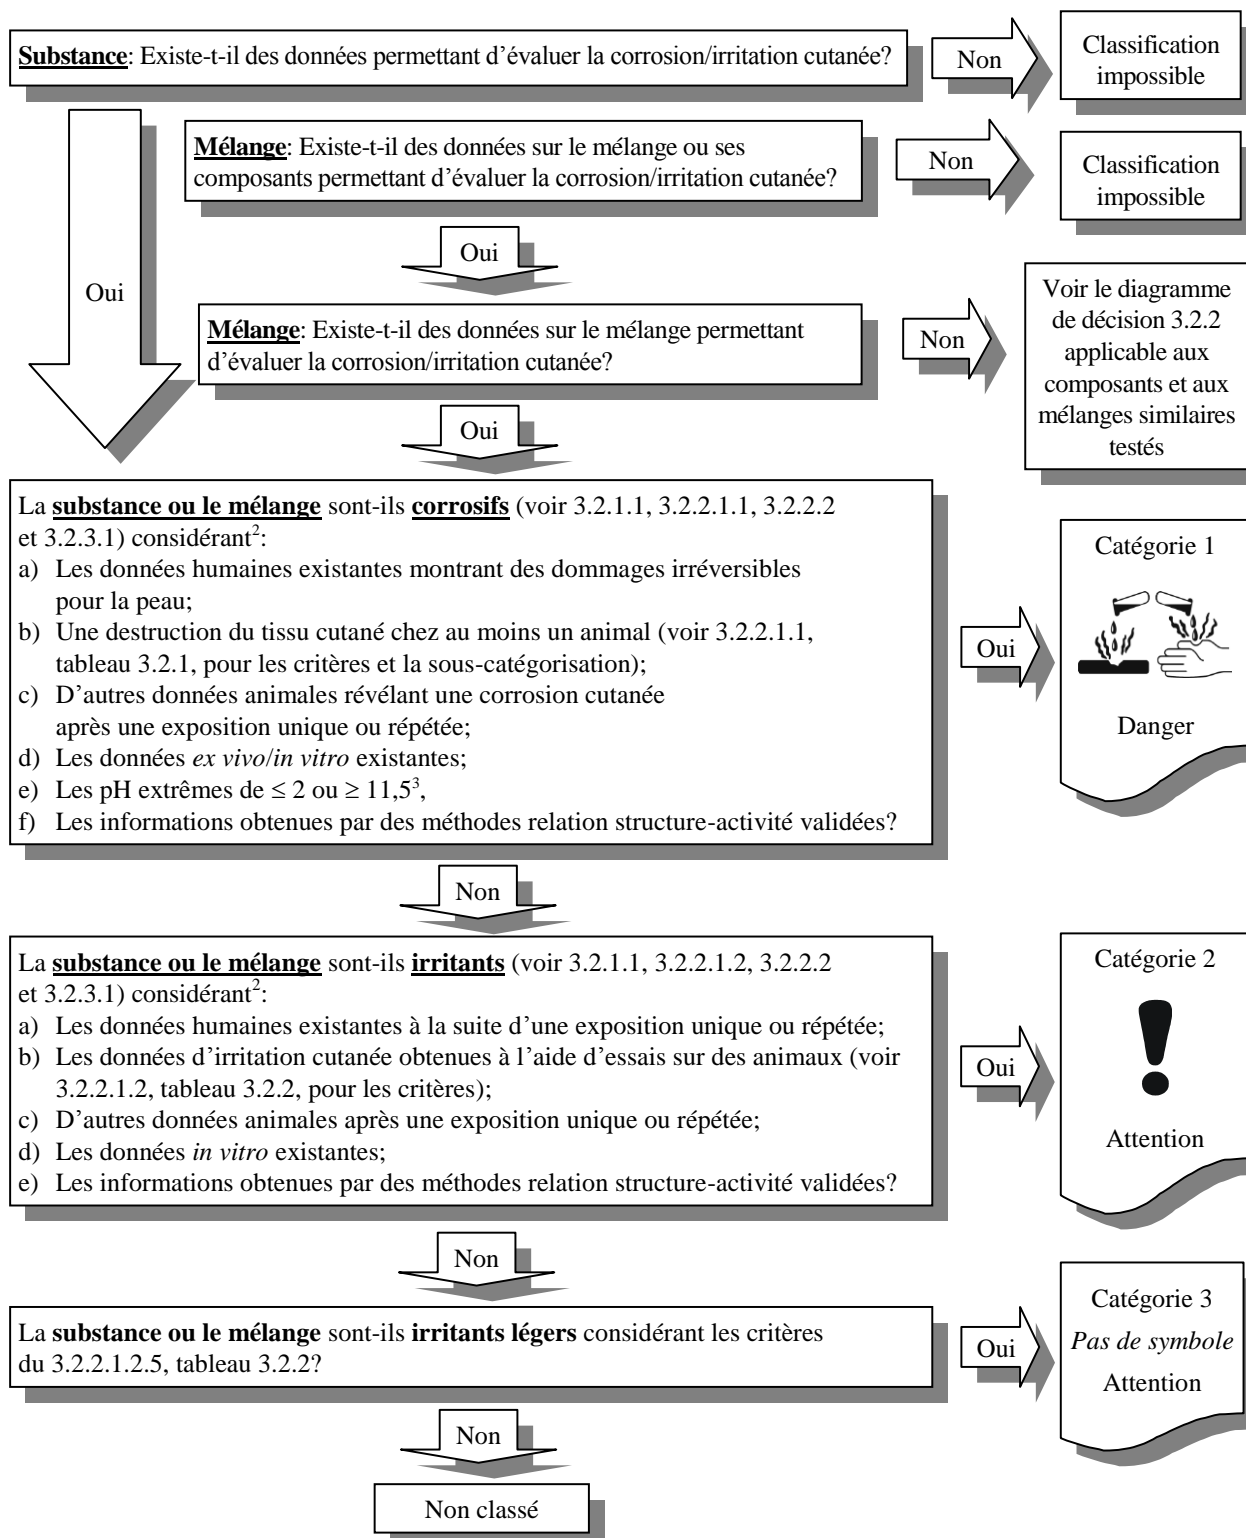 Substance: Existe-t-il des données permettant d'évaluer la corrosion/irritation cutanée?
Non
Classification
impossible
Mélange: Existe-t-il des données sur le mélange ou ses
composants permettant d'évaluer la corrosion/irritation cutanée?
Non
Classification
impossible
Oui
Oui
Mélange: Existe-t-il des données sur le mélange permettant
d'évaluer la corrosion/irritation cutanée?
Non
Voir le diagramme
de décision 3.2.2
applicable aux
composants et aux
mélanges similaires
testés
Oui
La substance ou le mélange sont-ils corrosifs (voir 3.2.1.1, 3.2.2.1.1, 3.2.2.2
et 3.2.3.1) considérant²:
a) Les données humaines existantes montrant des dommages irréversibles
pour la peau;
b) Une destruction du tissu cutané chez au moins un animal (voir 3.2.2.1.1,
tableau 3.2.1, pour les critères et la sous-catégorisation);
c) D'autres données animales révélant une corrosion cutanée
après une exposition unique ou répétée;
d) Les données ex vivo/in vitro existantes;
e) Les pH extrêmes de ≤ 2 ou ≥ 11,5³,
f) Les informations obtenues par des méthodes relation structure-activité validées?
Oui
Catégorie 1
Danger
Non
La substance ou le mélange sont-ils irritants (voir 3.2.1.1, 3.2.2.1.2, 3.2.2.2
et 3.2.3.1) considérant²:
a) Les données humaines existantes à la suite d'une exposition unique ou répétée;
b) Les données d'irritation cutanée obtenues à l'aide d'essais sur des animaux (voir
3.2.2.1.2, tableau 3.2.2, pour les critères);
c) D'autres données animales après une exposition unique ou répétée;
d) Les données in vitro existantes;
e) Les informations obtenues par des méthodes relation structure-activité validées?
Oui
Catégorie 2
Attention
Non
La substance ou le mélange sont-ils irritants légers considérant les critères
du 3.2.2.1.2.5, tableau 3.2.2?
Oui
Catégorie 3
Pas de symbole
Attention
Non
Non classé